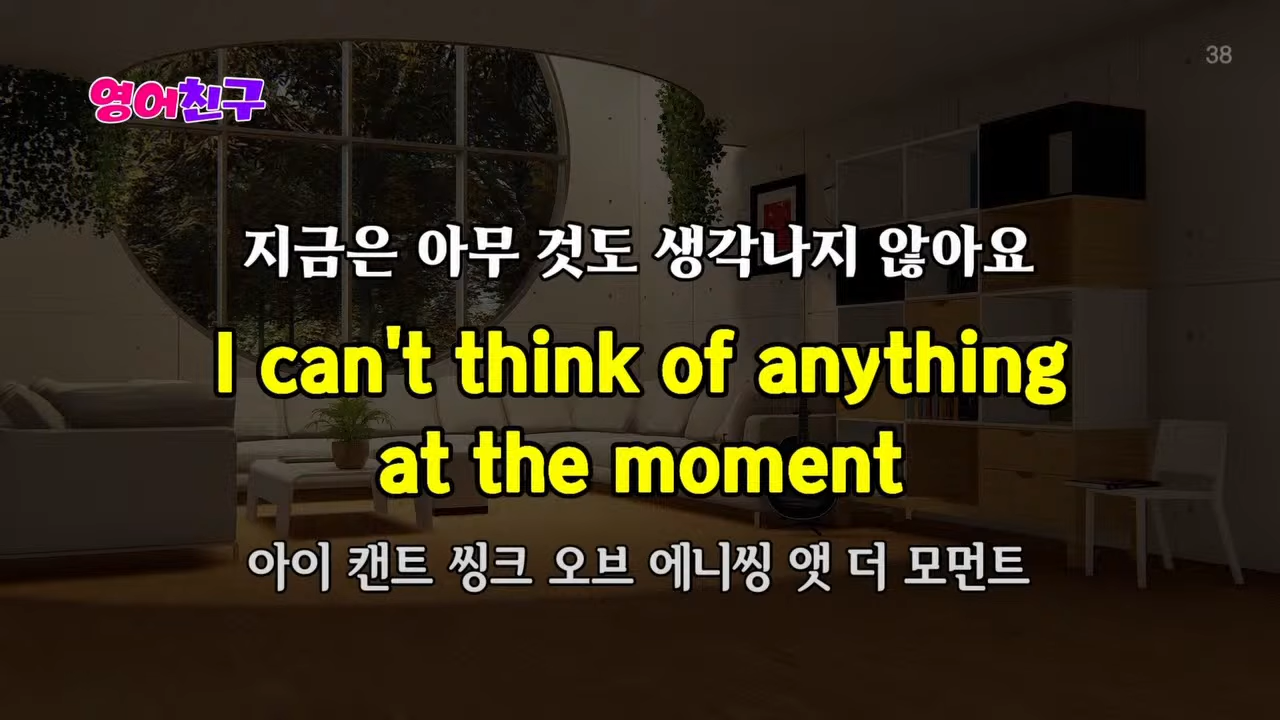 38
영어친구
지금은 아무 것도 생각나지 않아요
I can't think of anything
at the moment
아이 캔트 씽크 오브 에니씽 앳 더 모먼트